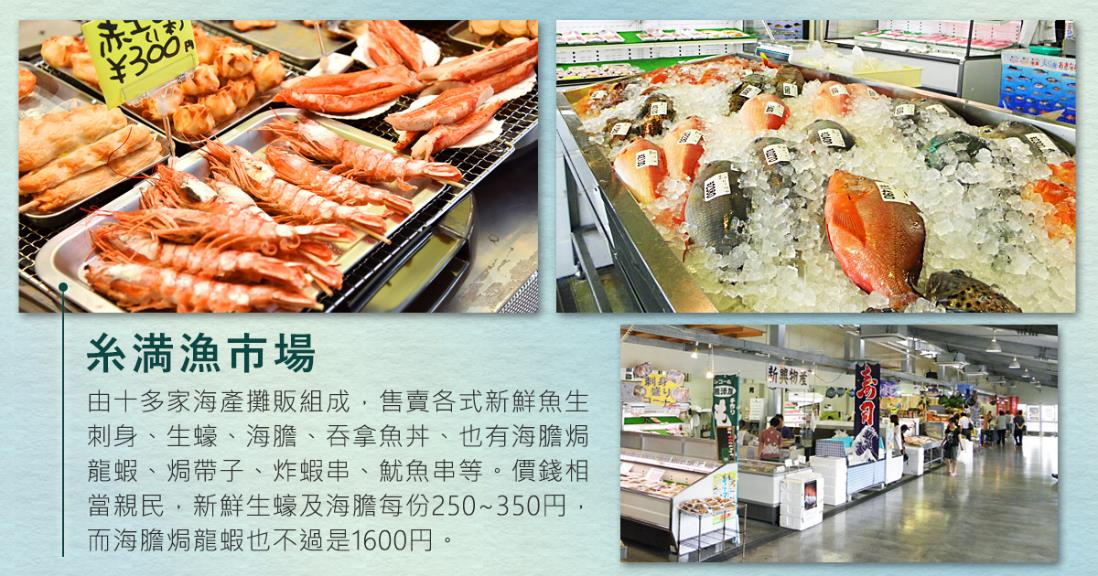 ¥300円
新興物産
寿司
糸満漁市場
由十多家海產攤販組成，售賣各式新鮮魚生
刺身、生蠔、海膽、吞拿魚丼、也有海膽焗
龍蝦、焗帶子、炸蝦串、魷魚串等。價錢相
當親民，新鮮生蠔及海膽每份250~350円，
而海膽焗龍蝦也不過是1600円。